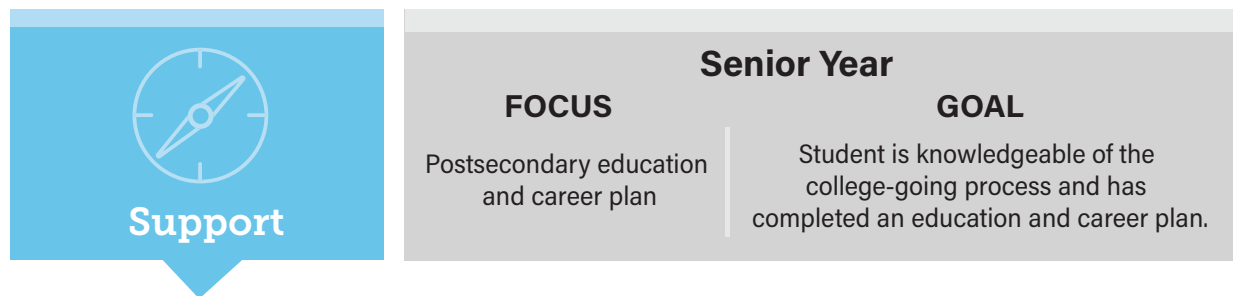 Support
Senior Year
FOCUS
Postsecondary education
and career plan
GOAL
Student is knowledgeable of the
college-going process and has
completed an education and career plan.